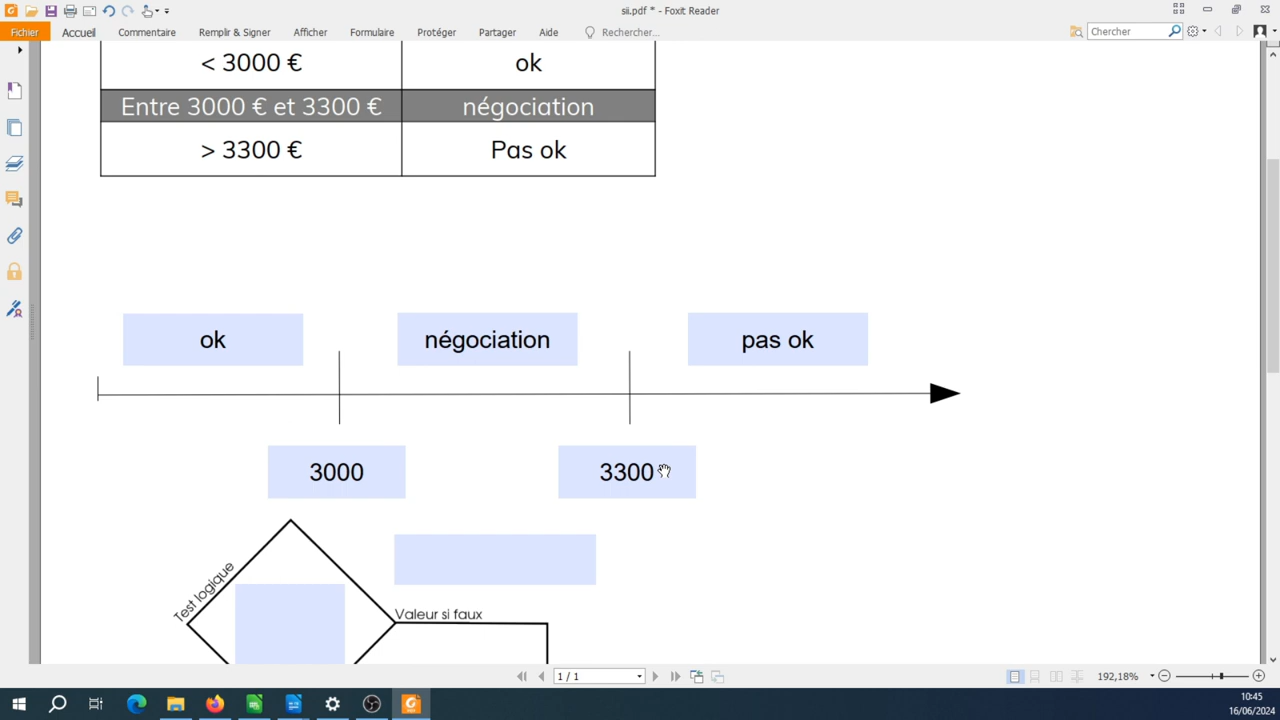 sii.pdf * - Foxit Reader
Fichier Accueil Commentaire Remplir & Signer Afficher Formulaire Protéger Partager Aide Rechercher... Chercher
< 3000 € ok
Entre 3000 € et 3300 € négociation
> 3300 € Pas ok
ok négociation pas ok
3000 3300
Test logique
Valeur si faux
1 / 1 192,18%
10:45
16/06/2024